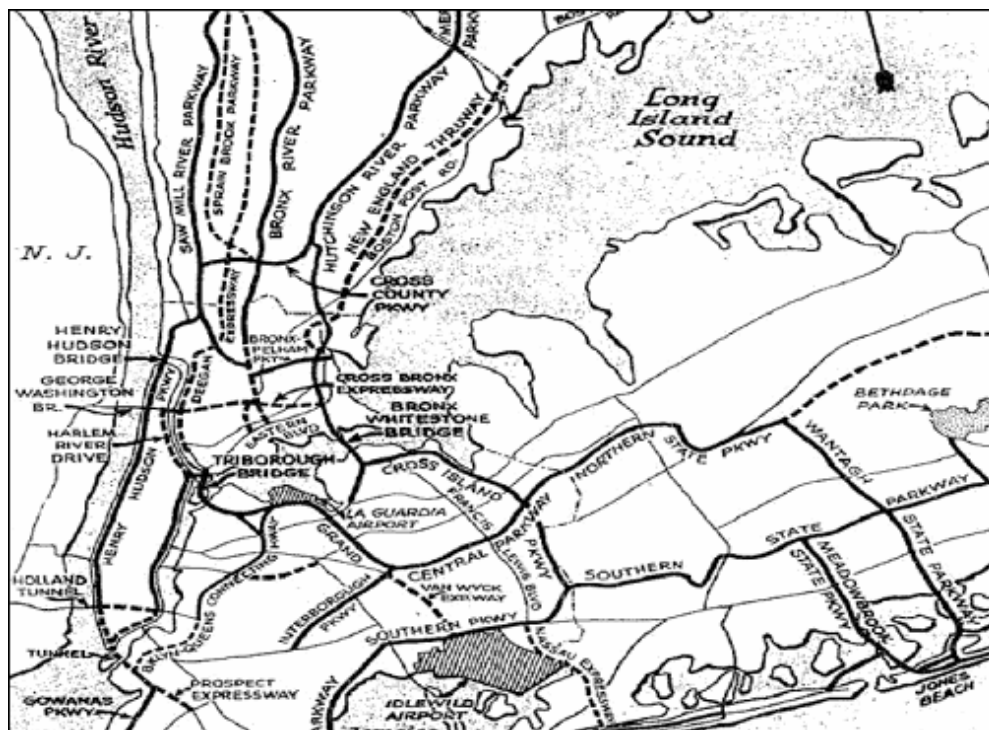 Hudson River
SAW MILL RIVER PARKWAY
SPRAIN BROOK PARKWAY
BRONX RIVER PARKWAY
HUTCHINSON RIVER PARKWAY
PARKWAY
NEW ENGLAND THRUWAY
BOSTON POST RD.
Long
Island
Sound
N. J.
CROSS
COUNTY
PKWY
EXPRESSWAY
DEEGAN
HENRY
HUDSON
BRIDGE
BRONX-
PELHAM
PKWY
GEORGE
WASHINGTON
BR.
CROSS BRONX
EXPRESSWAY
BRONX
WHITESTONE
BRIDGE
HARLEM
RIVER
DRIVE
EASTERN BLVD
TRIBOROUGH
BRIDGE
HENRY HUDSON PKWY
BETHPAGE
PARK
LA GUARDIA
AIRPORT
CROSS ISLAND PKWY
FRANCIS LEWIS BLVD
NORTHERN STATE PKWY
WANTAGH STATE PARKWAY
GRAND CENTRAL PARKWAY
SOUTHERN STATE PARKWAY
MEADOWBROOK
STATE PKWY
HOLLAND
TUNNEL
CONNECTING HWAY
INTERBOROUGH
PKWY
VAN WYCK
EXPWAY
SOUTHERN PKWY
NASSAU EXPRESSWAY
TUNNEL
BKLYN QUEENS
PROSPECT
EXPRESSWAY
GOWANAS
PKWY
PARKWAY
IDLEWILD
AIRPORT
JONES
BEACH